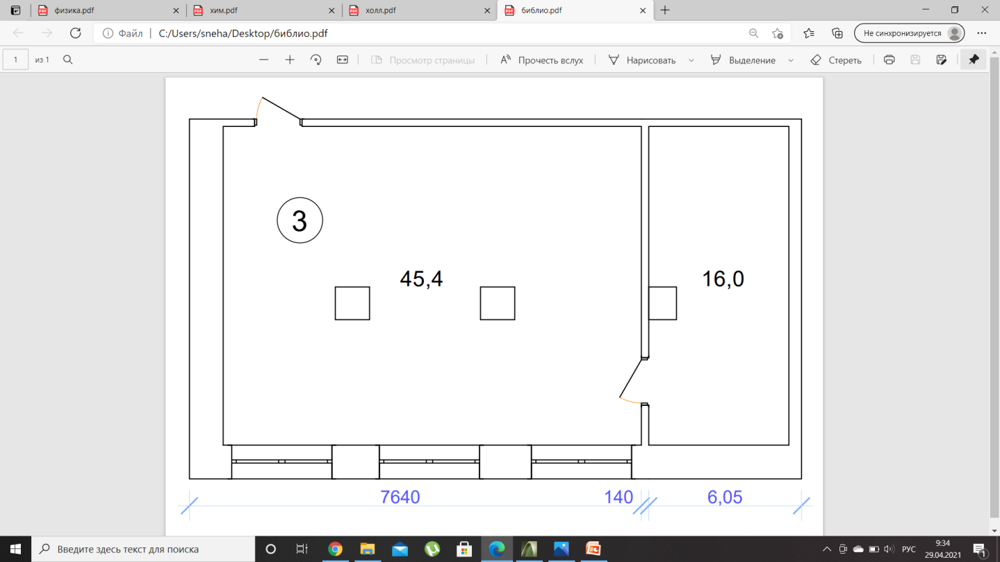 физика.pdf
хим.pdf
холл.pdf
библио.pdf
Файл
C:/Users/sneha/Desktop/библио.pdf
Не синхронизируется
1
из 1
Просмотр страницы
Прочесть вслух
Нарисовать
Выделение
Стереть
3
45,4
16,0
7640
140
6,05
Введите здесь текст для поиска
РУС
9:34
29.04.2021
1